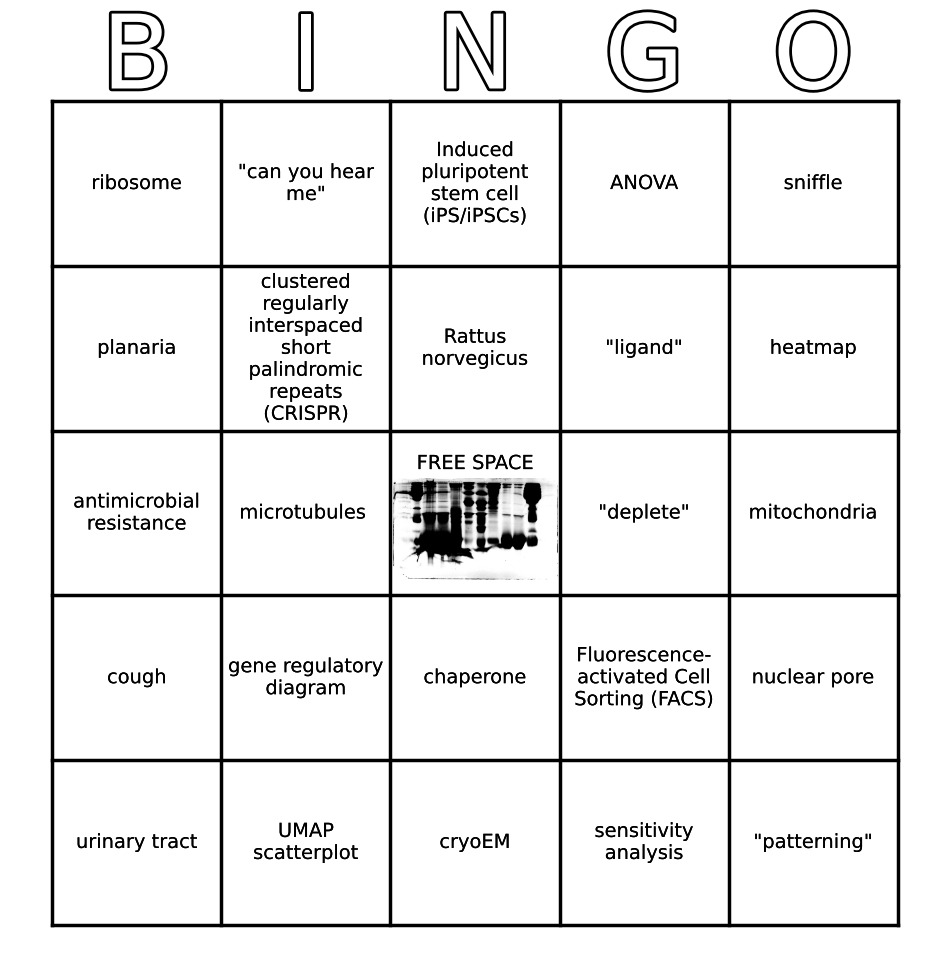 B I N G O
ribosome
"can you hear
me"
Induced
pluripotent
stem cell
(iPS/iPSCs)
ANOVA
sniffle
planaria
clustered
regularly
interspaced
short
palindromic
repeats
(CRISPR)
Rattus
norvegicus
"ligand"
heatmap
antimicrobial
resistance
microtubules
FREE SPACE
"deplete"
mitochondria
cough
gene regulatory
diagram
chaperone
Fluorescence-
activated Cell
Sorting (FACS)
nuclear pore
urinary tract
UMAP
scatterplot
cryoEM
sensitivity
analysis
"patterning"